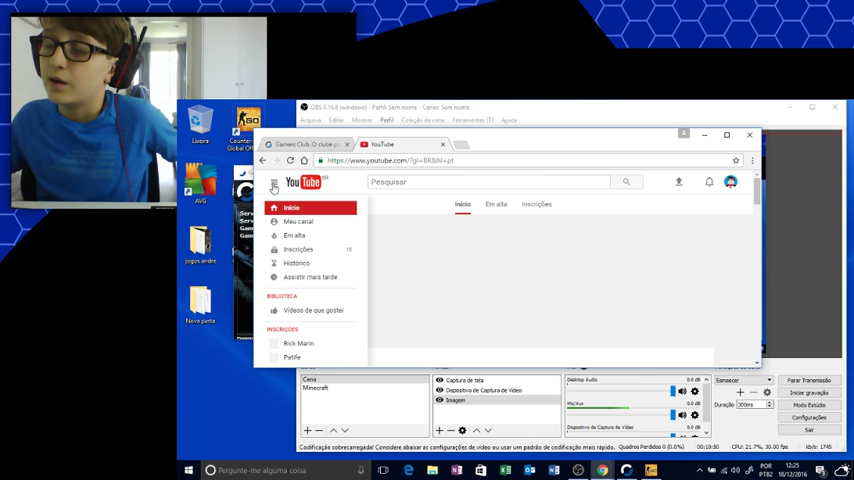 OBS 0.16.6 (windows) - Perfil: Sem nome - Cenas: Sem Nome
Arquivo Editar Mostrar Perfil Coleção de cena Ferramentas (T) Ajuda
Gamers Club. O clube p
YouTube
https://www.youtube.com/?gl=BR&hl=pt
YouTube BR
Pesquisar
Início Em alta Inscrições
Início
Meu canal
Em alta
Inscrições 18
Histórico
Assistir mais tarde
BIBLIOTECA
Vídeos de que gostei
INSCRIÇÕES
Rick Marin
Patife
Lixeira
Counter-
Global Of
GO
AVG
jogos andre
Nova pasta
Serv
Gam
Cena
Minecraft
Captura de tela
Dispositivo de Captura de Vídeo
Imagem
Desktop Audio 0.0 dB
Mic/Aux 0.0 dB
Dispositivo de Captura de Vídeo 0.0 dB
Esmaecer
Duração 300ms
Parar Transmissão
Iniciar gravação
Modo Estúdio
Configurações
Sair
Codificação sobrecarregada! Considere abaixar as configurações de vídeo ou usar um padrão de codificação mais rápido.
Quadros Perdidos 0 (0.0%)
00:10:50
CPU: 21.7%, 30.00 fps
kb/s: 1745
Pergunte-me alguma coisa
POR
PTB2
12:25
18/12/2016